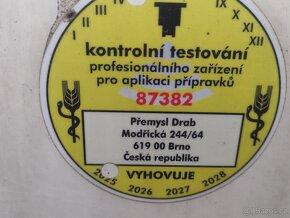 I
II
III
IV
IX
X
XI
XII
kontrolní testování
profesionálního zařízení
pro aplikaci přípravků
87382
Přemysl Drab
Modřická 244/64
619 00 Brno
Česká republika
VYHOVUJE
2025
2026
2027
2028